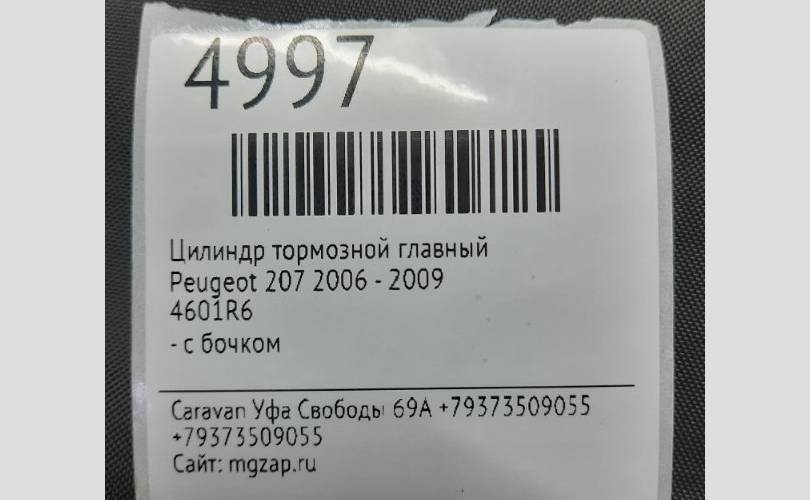 4997
Цилиндр тормозной главный
Peugeot 207 2006 - 2009
4601R6
- с бочком
Caravan Уфа Свободы 69А +79373509055
+79373509055
Сайт: mgzap.ru